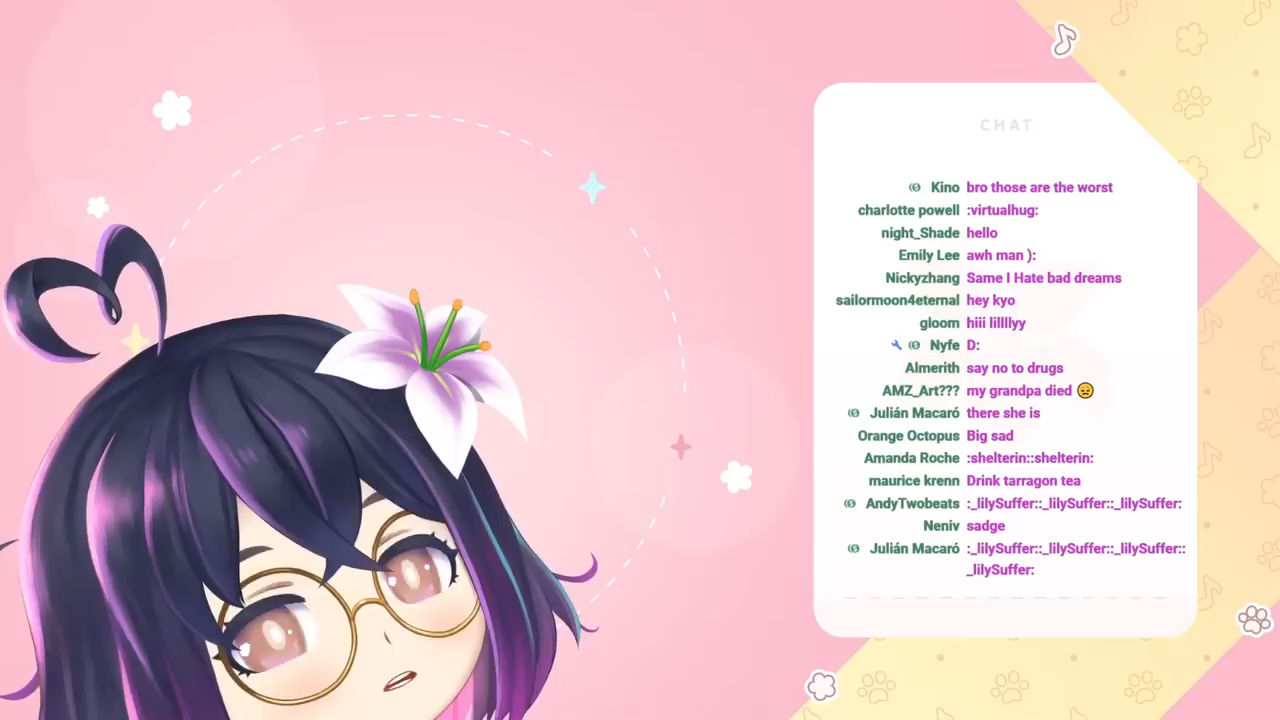 CHAT
Kino bro those are the worst
charlotte powell :virtualhug:
night_Shade hello
Emily Lee awh man ):
Nickyzhang Same I Hate bad dreams
sailormoon4eternal hey kyo
gloom hiii lillllyy
Nyfe D:
Almerith say no to drugs
AMZ_Art??? my grandpa died 😣
Julián Macaró there she is
Orange Octopus Big sad
Amanda Roche :shelterin::shelterin:
maurice krenn Drink tarragon tea
AndyTwobeats :_lilySuffer::_lilySuffer::_lilySuffer:
Neniv sadge
Julián Macaró :_lilySuffer::_lilySuffer::_lilySuffer::
_lilySuffer: